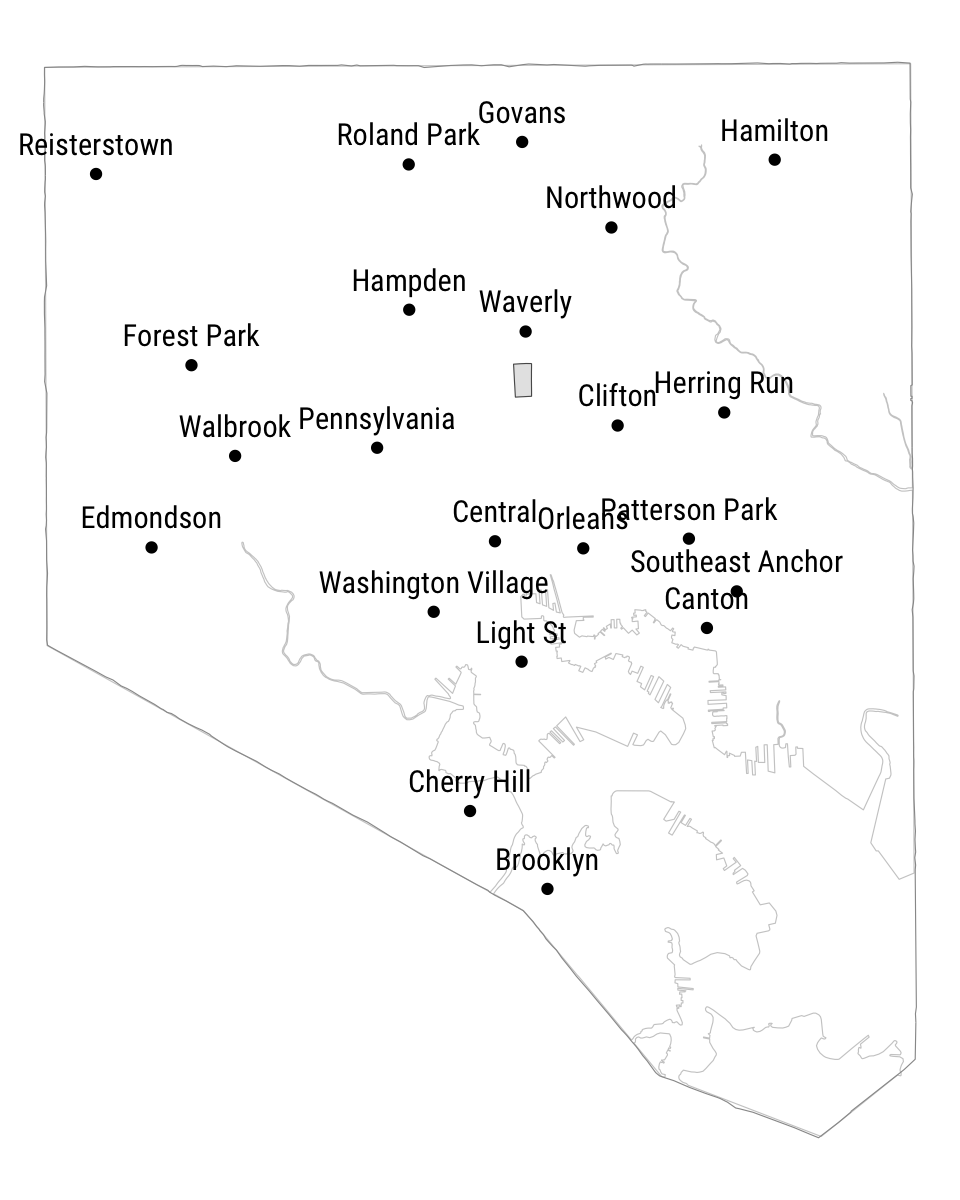 Govans
Roland Park
Hamilton
Reisterstown
Northwood
Hampden
Waverly
Forest Park
Herring Run
Clifton
Pennsylvania
Walbrook
Patterson Park
Central
Orleans
Edmondson
Southeast Anchor
Washington Village
Canton
Light St
Cherry Hill
Brooklyn